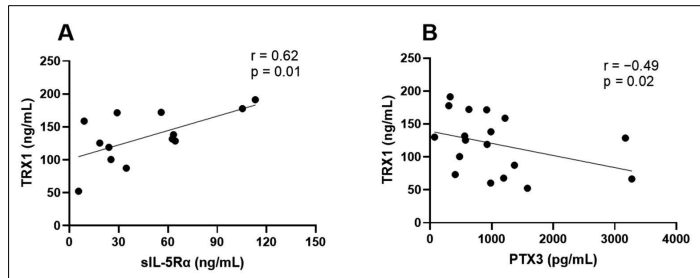 A
r = 0.62
p = 0.01
TRX1 (ng/mL)
250
200
150
100
50
0
0 30 60 90 120 150
sIL-5Rα (ng/mL)
B
r = −0.49
p = 0.02
TRX1 (ng/mL)
250
200
150
100
50
0
0 1000 2000 3000 4000
PTX3 (pg/mL)